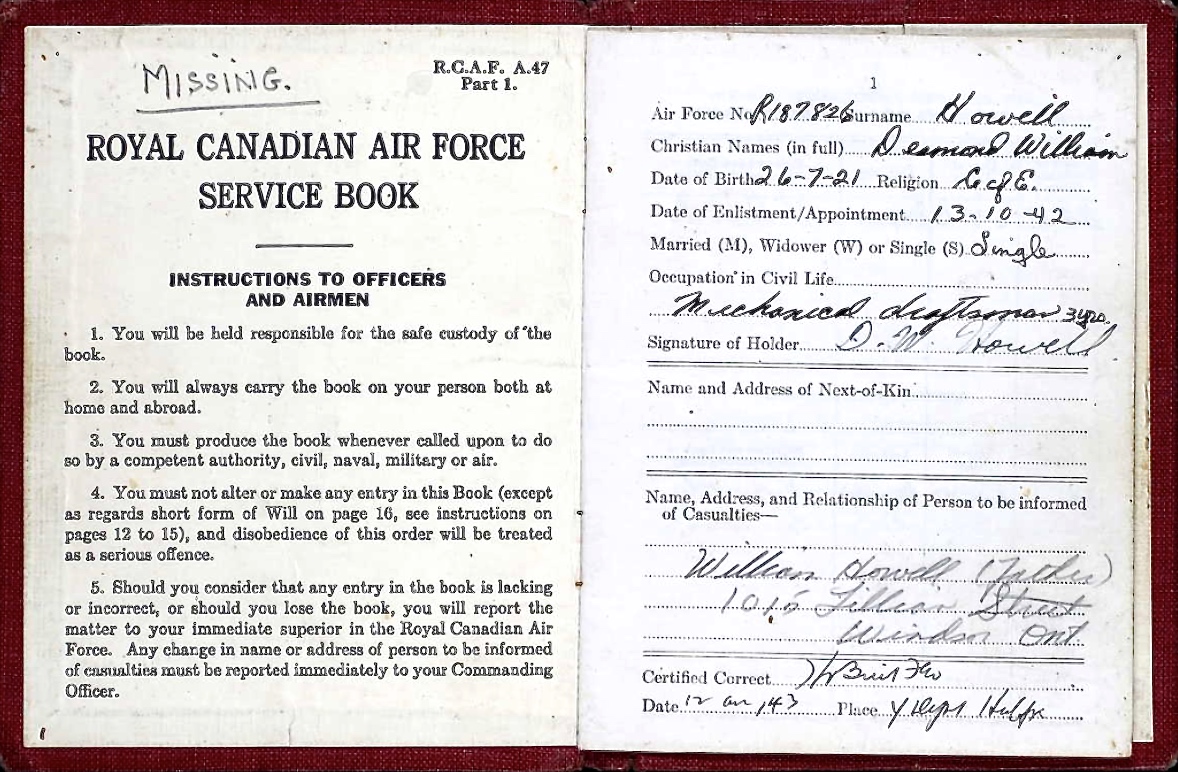 MISSING.
R.C.A.F. A.47
Part 1.
ROYAL CANADIAN AIR FORCE
SERVICE BOOK
INSTRUCTIONS TO OFFICERS
AND AIRMEN
1. You will be held responsible for the safe custody of the
book.
2. You will always carry the book on your person both at
home and abroad.
3. You must produce the book whenever called upon to do
so by a competent authority, civil, naval, military or air.
4. You must not alter or make any entry in this Book (except
as regards short form of Will on page 16, see instructions on
pages 12 to 15), and disobedience of this order will be treated
as a serious offence.
5. Should you consider that any entry in the book is lacking
or incorrect, or should you lose the book, you will report the
matter to your immediate superior in the Royal Canadian Air
Force. Any change in name or address of person to be informed
of casualties must be reported immediately to your Commanding
Officer.
1
Air Force No. R187826 Surname Howell
Christian Names (in full) Desmond William
Date of Birth 26-7-21 Religion C of E.
Date of Enlistment/Appointment 13-10-42
Married (M), Widower (W) or Single (S) Single
Occupation in Civil Life
Mechanical draftsman 3 yrs.
Signature of Holder D. W. Howell
Name and Address of Next-of-Kin
Name, Address, and Relationship of Person to be informed
of Casualties—
William Howell (Father)
1015 Lillian Street
Windsor Ont.
Certified Correct
Date 43 Place Y Depot Hlfx